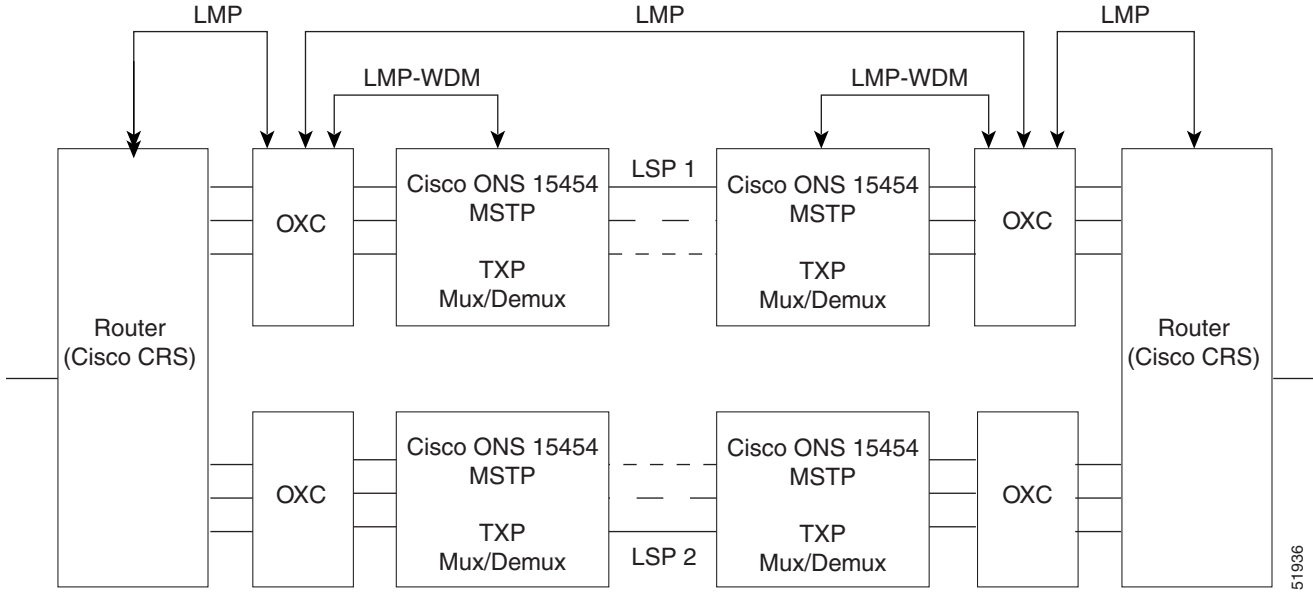 LMP
LMP
LMP
LMP-WDM
LMP-WDM
Router
(Cisco CRS)
OXC
Cisco ONS 15454
MSTP
TXP
Mux/Demux
LSP 1
Cisco ONS 15454
MSTP
TXP
Mux/Demux
OXC
Router
(Cisco CRS)
OXC
Cisco ONS 15454
MSTP
TXP
Mux/Demux
LSP 2
Cisco ONS 15454
MSTP
TXP
Mux/Demux
OXC
51936